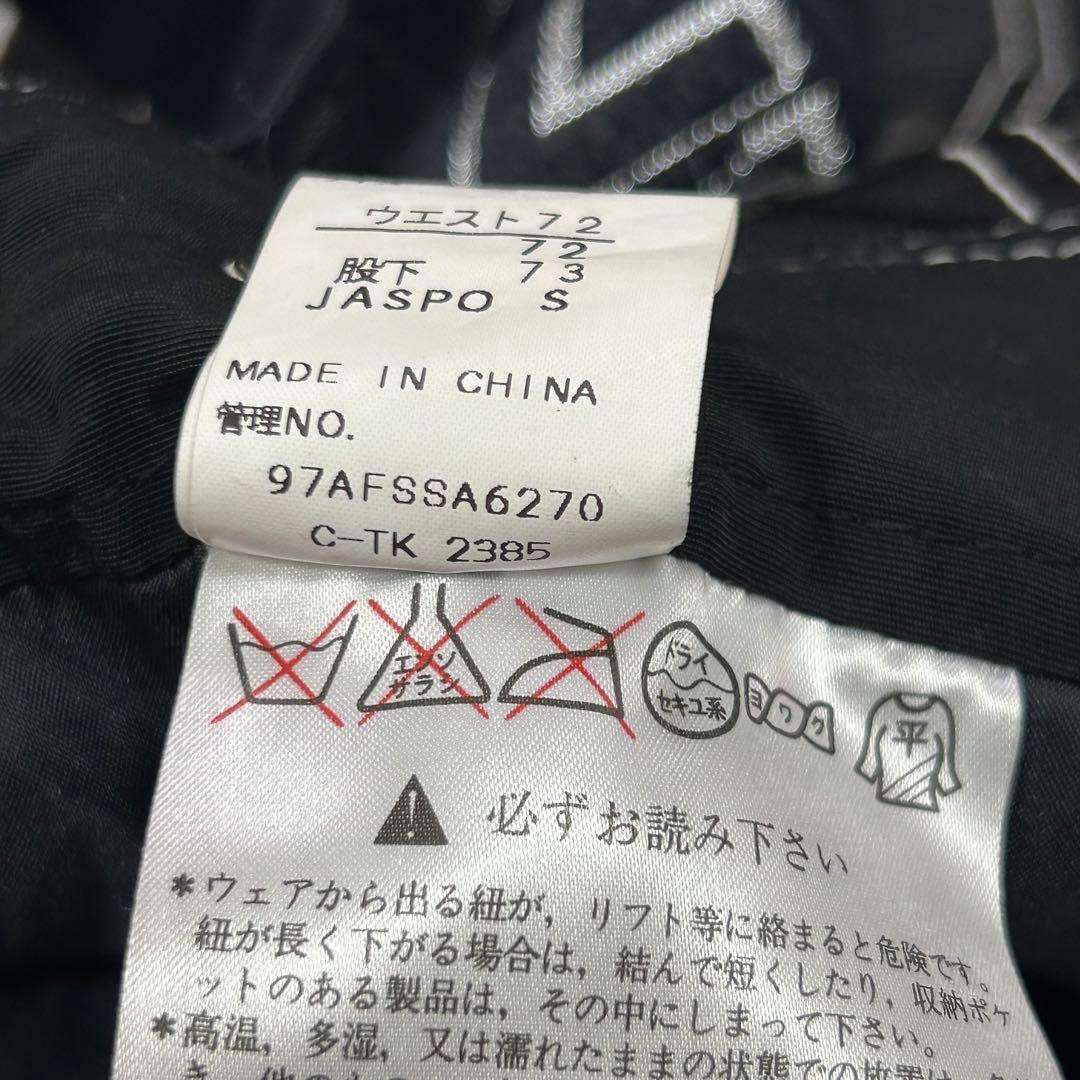 ウエスト72
72
股下 73
JASPO S
MADE IN CHINA
管理NO.
97AFSSA6270
C-TK 2385
エンソ
サラシ
ドライ
セキユ系
ヨワク
平
必ずお読み下さい
*ウェアから出る紐が,リフト等に絡まると危険です。
紐が長く下がる場合は,結んで短くしたり,収納ポケ
ットのある製品は,その中にしまって下さい。
*高温,多湿,又は濡れたままの状態での放置は,